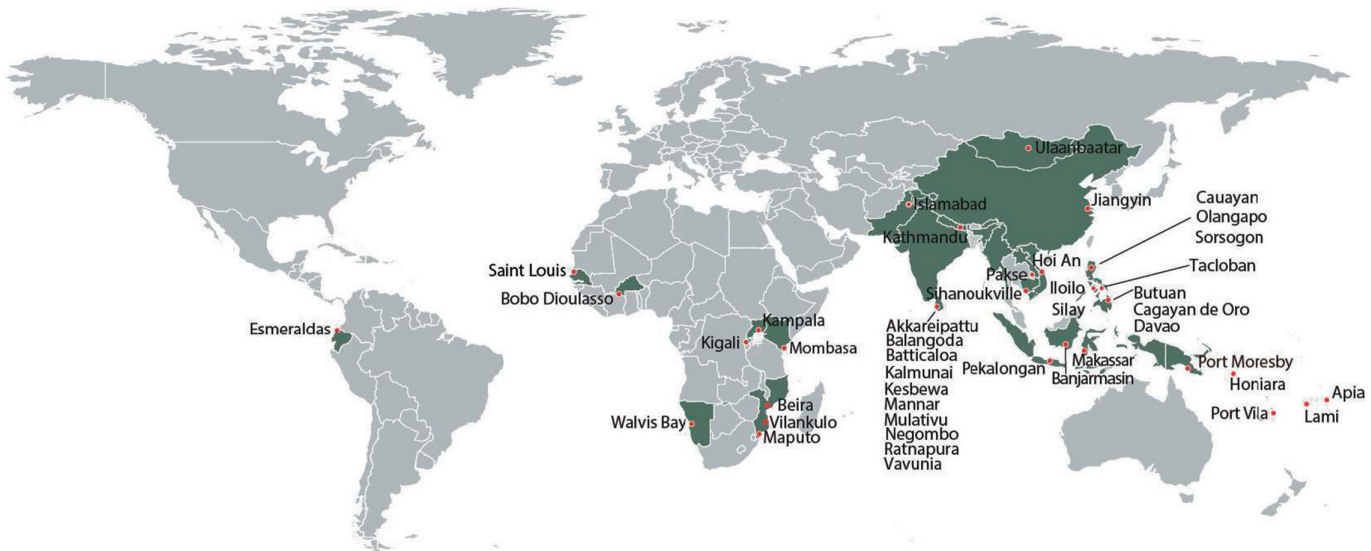 Ulaanbaatar
Islamabad
Jiangyin
Kathmandu
Cauayan
Olangapo
Sorsogon
Hoi An
Pakse
Sihanoukville
Iloilo
Silay
Tacloban
Butuan
Cagayan de Oro
Davao
Saint Louis
Bobo Dioulasso
Esmeraldas
Kampala
Kigali
Mombasa
Akkareipattu
Balangoda
Batticaloa
Kalmunai
Kesbewa
Mannar
Mulativu
Negombo
Ratnapura
Vavunia
Pekalongan
Makassar
Banjarmasin
Port Moresby
Honiara
Apia
Port Vila
Lami
Walvis Bay
Beira
Vilankulo
Maputo